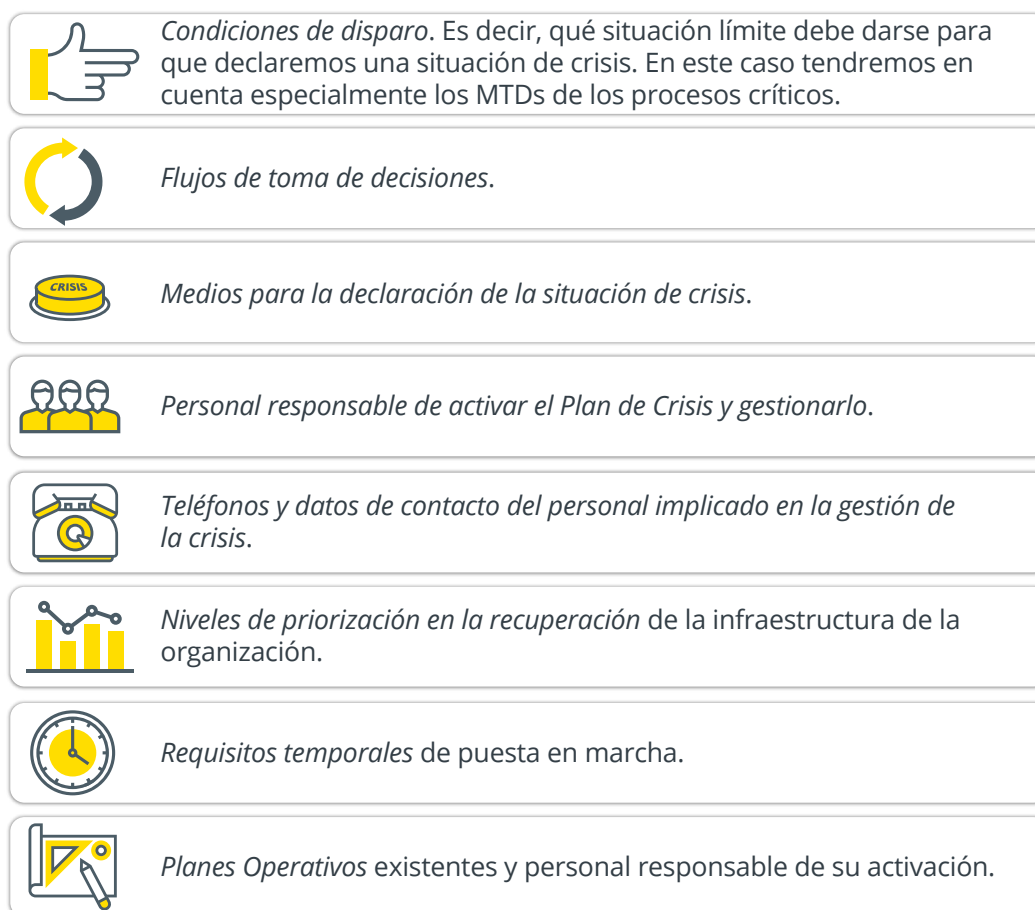 Condiciones de disparo. Es decir, qué situación límite debe darse para
que declaremos una situación de crisis. En este caso tendremos en
cuenta especialmente los MTDs de los procesos críticos.
Flujos de toma de decisiones.
CRISIS
Medios para la declaración de la situación de crisis.
Personal responsable de activar el Plan de Crisis y gestionarlo.
Teléfonos y datos de contacto del personal implicado en la gestión de
la crisis.
Niveles de priorización en la recuperación de la infraestructura de la
organización.
Requisitos temporales de puesta en marcha.
Planes Operativos existentes y personal responsable de su activación.